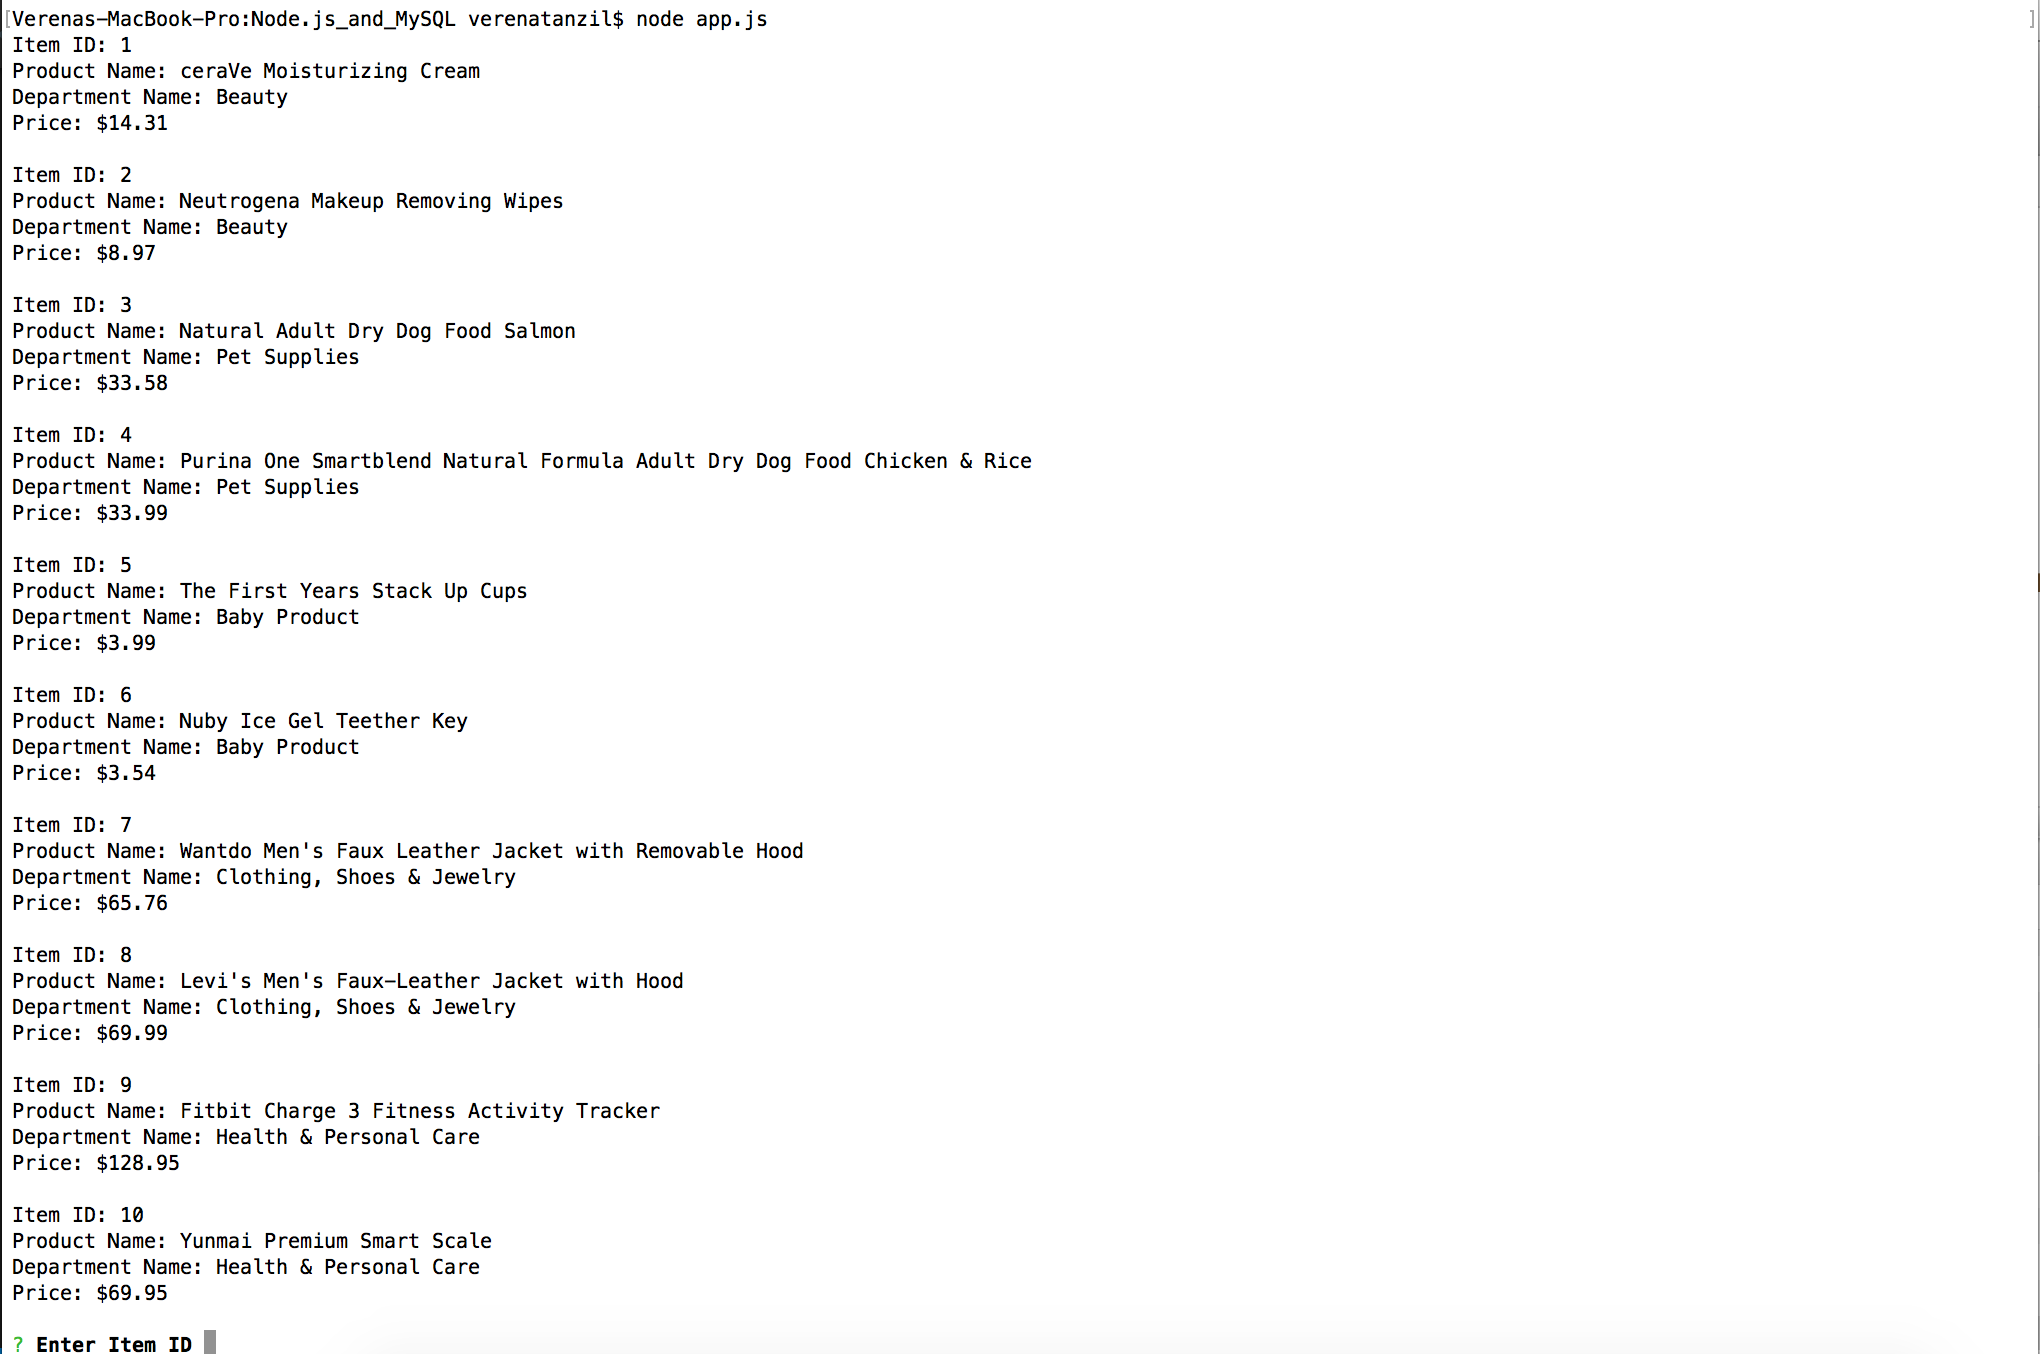 [Verenas-MacBook-Pro:Node.js_and_MySQL verenatanzil$ node app.js ]
Item ID: 1
Product Name: ceraVe Moisturizing Cream
Department Name: Beauty
Price: $14.31

Item ID: 2
Product Name: Neutrogena Makeup Removing Wipes
Department Name: Beauty
Price: $8.97

Item ID: 3
Product Name: Natural Adult Dry Dog Food Salmon
Department Name: Pet Supplies
Price: $33.58

Item ID: 4
Product Name: Purina One Smartblend Natural Formula Adult Dry Dog Food Chicken & Rice
Department Name: Pet Supplies
Price: $33.99

Item ID: 5
Product Name: The First Years Stack Up Cups
Department Name: Baby Product
Price: $3.99

Item ID: 6
Product Name: Nuby Ice Gel Teether Key
Department Name: Baby Product
Price: $3.54

Item ID: 7
Product Name: Wantdo Men's Faux Leather Jacket with Removable Hood
Department Name: Clothing, Shoes & Jewelry
Price: $65.76

Item ID: 8
Product Name: Levi's Men's Faux-Leather Jacket with Hood
Department Name: Clothing, Shoes & Jewelry
Price: $69.99

Item ID: 9
Product Name: Fitbit Charge 3 Fitness Activity Tracker
Department Name: Health & Personal Care
Price: $128.95

Item ID: 10
Product Name: Yunmai Premium Smart Scale
Department Name: Health & Personal Care
Price: $69.95

? Enter Item ID